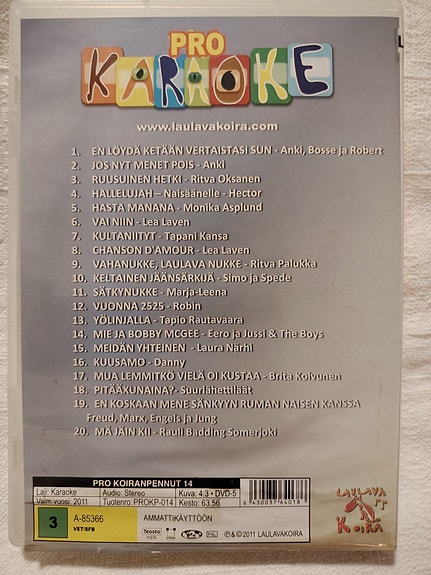 PRO
KARAOKE
www.laulavakoira.com
1. EN LÖYDÄ KETÄÄN VERTAISTASI SUN - Anki, Bosse ja Robert
2. JOS NYT MENET POIS - Anki
3. RUUSUINEN HETKI - Ritva Oksanen
4. HALLELUJAH – Naisäänelle - Hector
5. HASTA MANANA - Monika Asplund
6. VAI NIIN - Lea Laven
7. KULTANIITYT - Tapani Kansa
8. CHANSON D'AMOUR - Lea Laven
9. VAHANUKKE, LAULAVA NUKKE - Ritva Palukka
10. KELTAINEN JÄÄNSÄRKIJÄ - Simo ja Spede
11. SÄTKYNUKKE - Marja-Leena
12. VUONNA 2525 - Robin
13. YÖLINJALLA - Tapio Rautavaara
14. MIE JA BOBBY MCGEE - Eero ja Jussi & The Boys
15. MEIDÄN YHTEINEN - Laura Närhi
16. KUUSAMO - Danny
17. MUA LEMMITKÖ VIELÄ OI KUSTAA - Brita Koivunen
18. PITÄÄKUNAINA?- Suurlähettiläät
19. EN KOSKAAN MENE SÄNKYYN RUMAN NAISEN KANSSA
Freud, Marx, Engels ja Jung
20. MÄ JÄIN KII - Rauli Badding Somerjoki
PRO KOIRANPENNUT 14
Laji: Karaoke Audio: Stereo Kuva: 4:3 • DVD-5
Valm.vuosi: 2011 Tuotenro: PROKP-014 Kesto: 63,56
6 430037 64018
3 A-85366
VET/SFB
AMMATTIKÄYTTÖÖN
Teosto
ncb
PAL
℗&©2011 LAULAVAKOIRA
LAULAVA
KOIRA